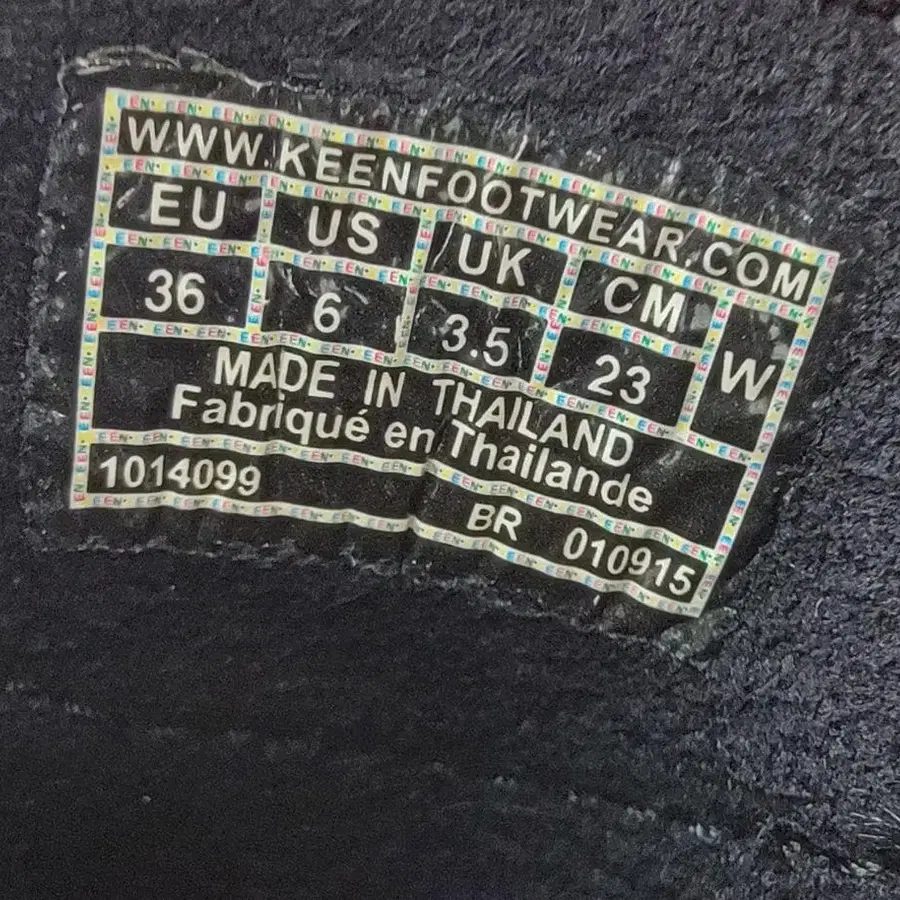 WWW.KEENFOOTWEAR.COM
EU US UK CM W
36 6 3.5 23
MADE IN THAILAND
Fabriqué en Thailande
1014099 BR 010915